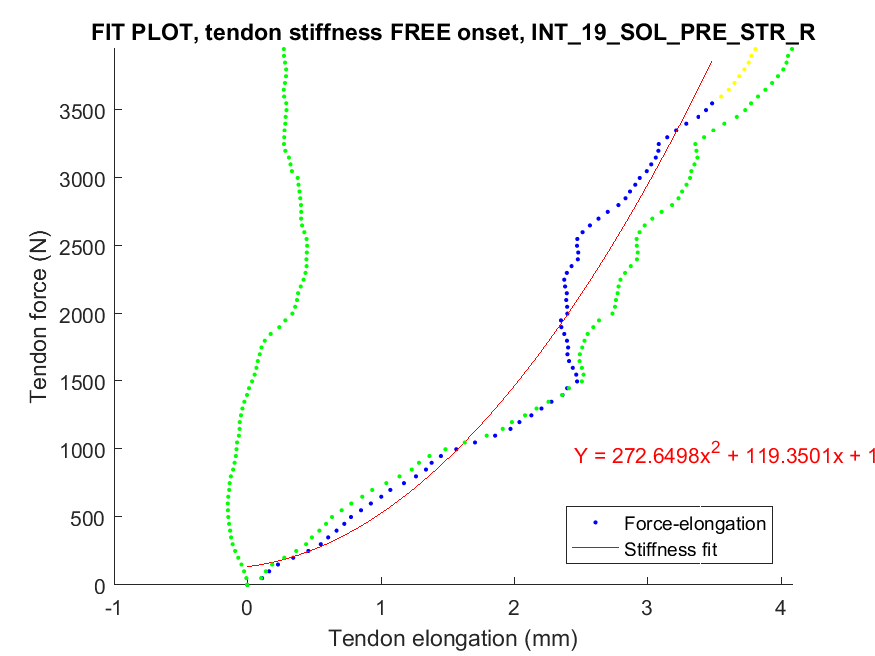 FIT PLOT, tendon stiffness FREE onset, INT_19_SOL_PRE_STR_R
3500
3000
2500
2000
1500
1000
500
0
Tendon force (N)
Y = 272.6498x² + 119.3501x + 1
Force-elongation
Stiffness fit
-1 0 1 2 3 4
Tendon elongation (mm)